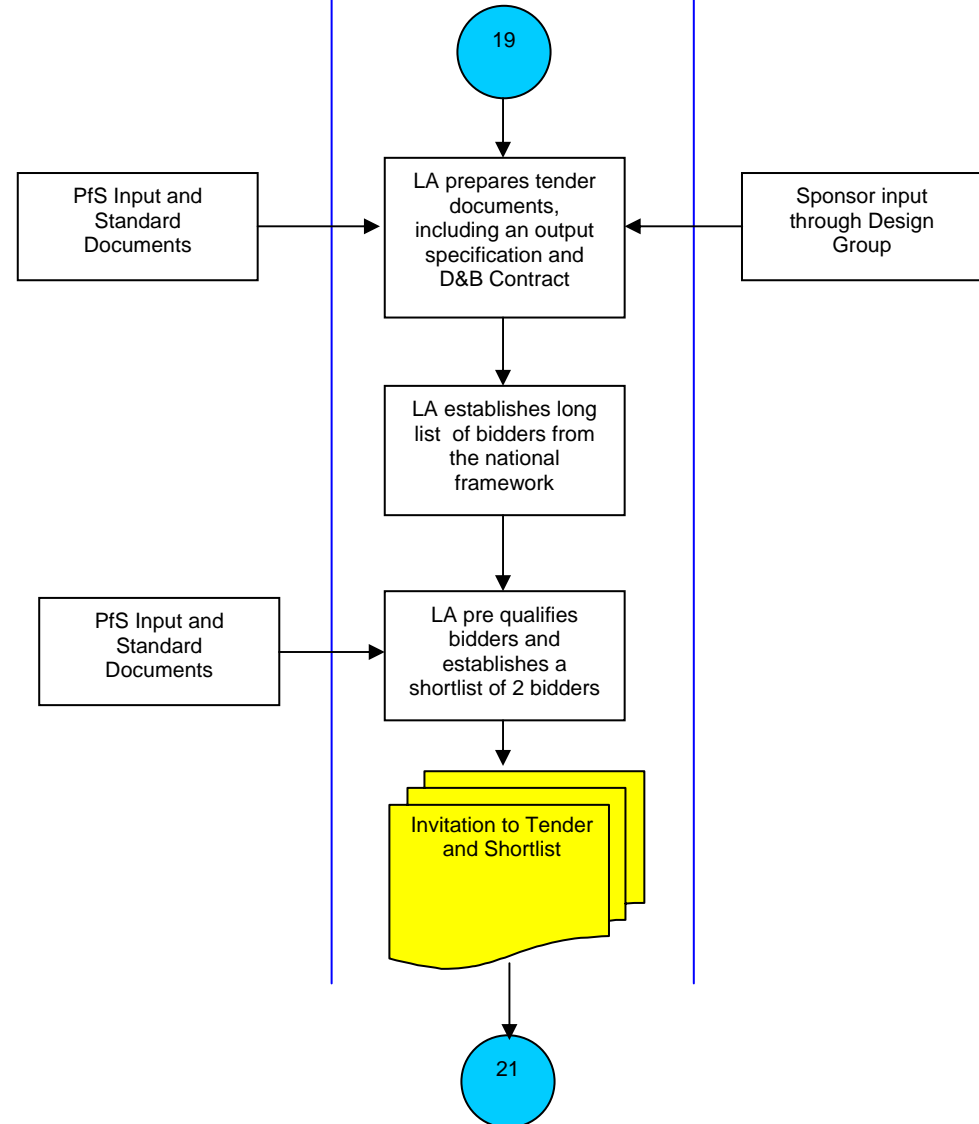 19
PfS Input and
Standard
Documents
LA prepares tender
documents,
including an output
specification and
D&B Contract
Sponsor input
through Design
Group
LA establishes long
list of bidders from
the national
framework
PfS Input and
Standard
Documents
LA pre qualifies
bidders and
establishes a
shortlist of 2 bidders
Invitation to Tender
and Shortlist
21